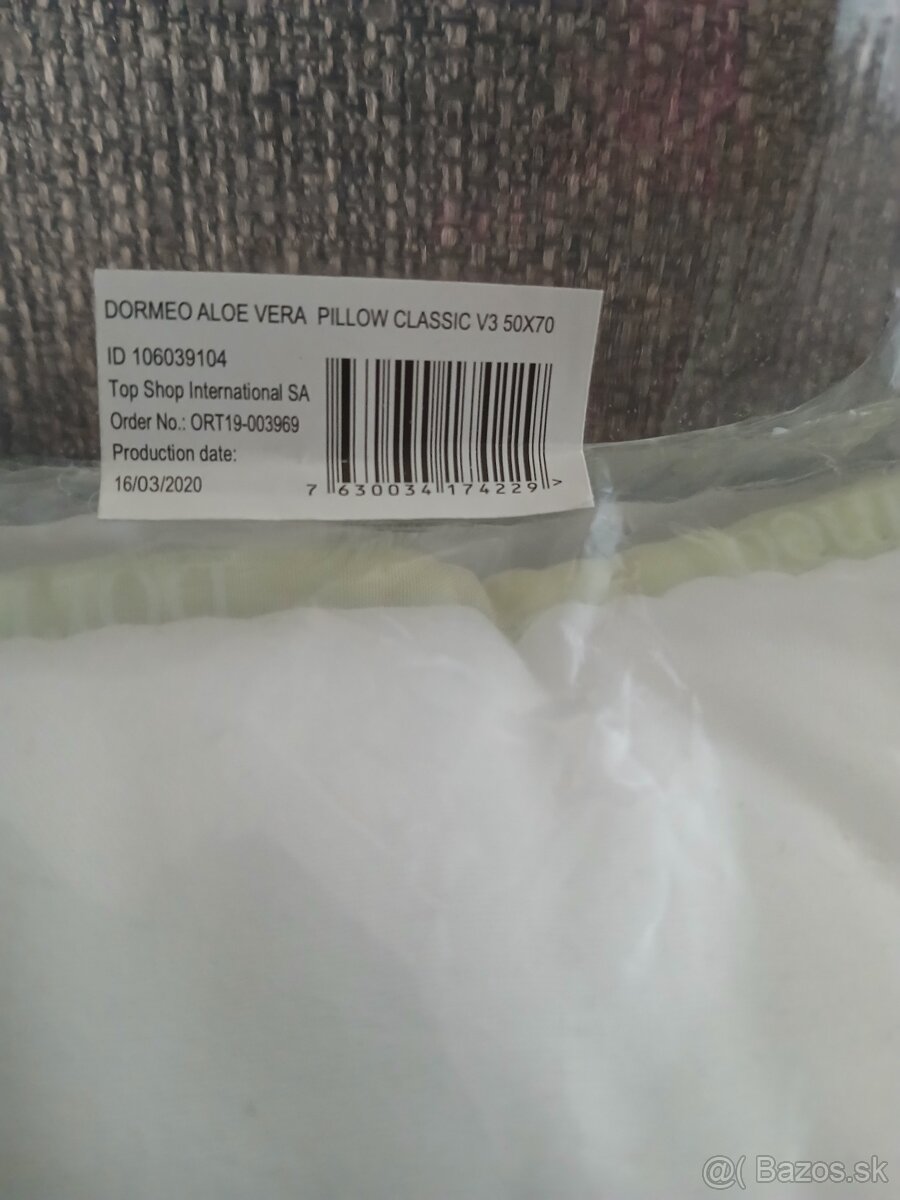 DORMEO ALOE VERA PILLOW CLASSIC V3 50X70
ID 106039104
Top Shop International SA
Order No.: ORT19-003969
Production date:
16/03/2020
7 630034 174229 >
@( Bazos.sk